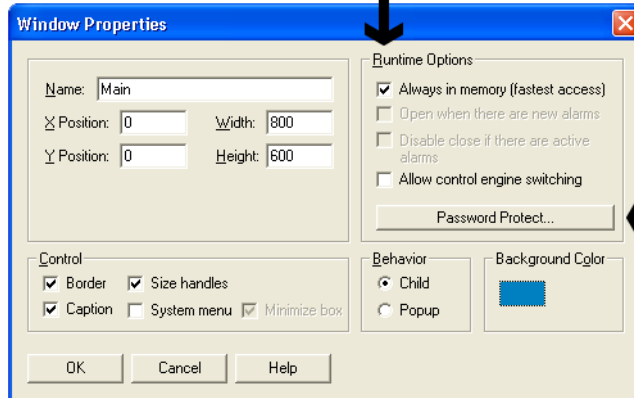 Window Properties
Name: Main
X Position: 0 Width: 800
Y Position: 0 Height: 600
Runtime Options
Always in memory (fastest access)
Open when there are new alarms
Disable close if there are active
alarms
Allow control engine switching
Password Protect...
Control
Border Size handles
Caption System menu Minimize box
Behavior
Child
Popup
Background Color
OK Cancel Help